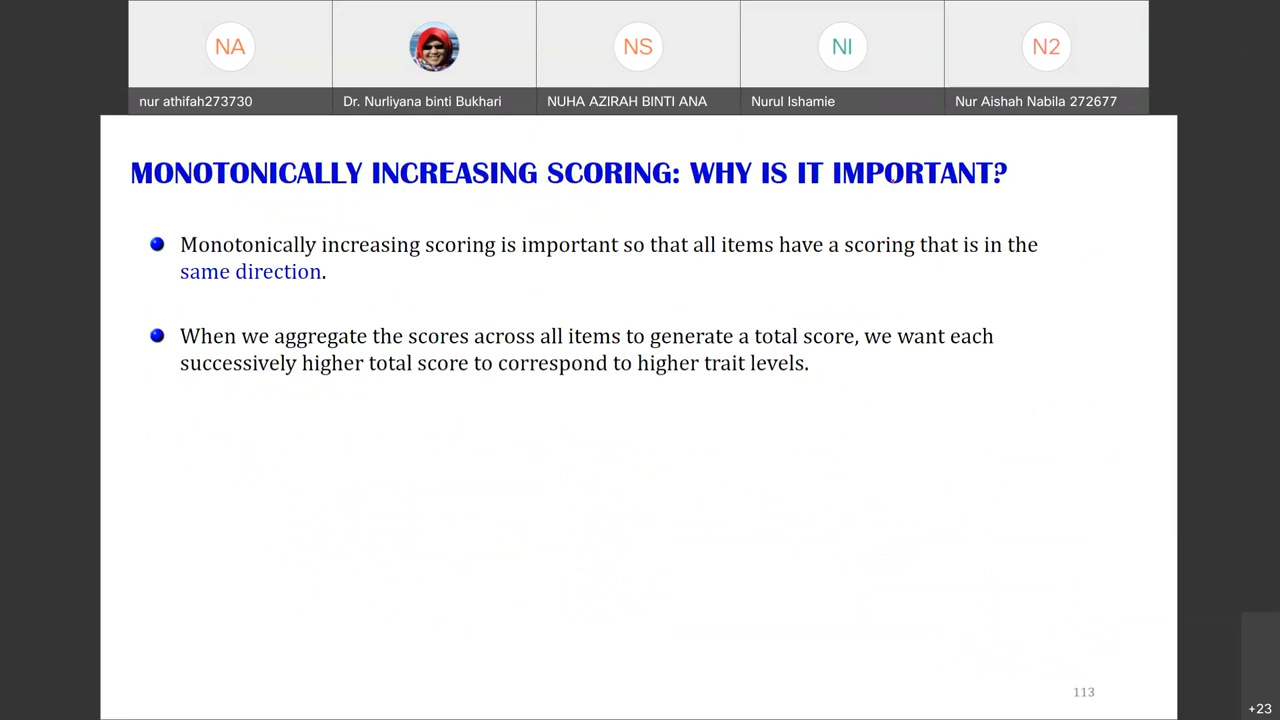 NA
NS
NI
N2
nur athifah273730
Dr. Nurliyana binti Bukhari
NUHA AZIRAH BINTI ANA
Nurul Ishamie
Nur Aishah Nabila 272677
MONOTONICALLY INCREASING SCORING: WHY IS IT IMPORTANT?
Monotonically increasing scoring is important so that all items have a scoring that is in the
same direction.
When we aggregate the scores across all items to generate a total score, we want each
successively higher total score to correspond to higher trait levels.
113
+23